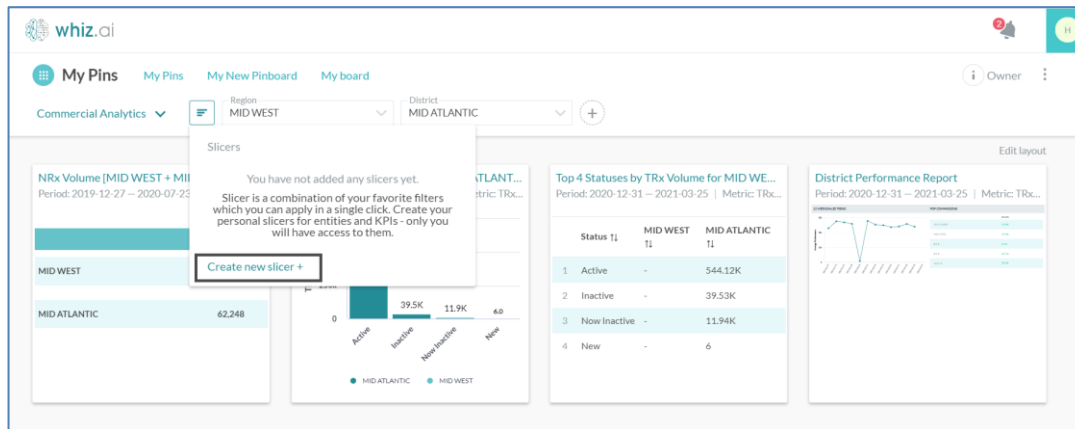 whiz.ai
2
H
My Pins
My Pins
My New Pinboard
My board
i Owner
Commercial Analytics
Region
MID WEST
District
MID ATLANTIC
+
Slicers
You have not added any slicers yet.
Slicer is a combination of your favorite filters
which you can apply in a single click. Create your
personal slicers for entities and KPIs - only you
will have access to them.
Create new slicer +
Edit layout
NRx Volume [MID WEST + MI
Period: 2019-12-27 — 2020-07-23
MID WEST
MID ATLANTIC 62,248
ATLANT...
etric: TRx...
0
39.5K
11.9K
6.0
Active
Inactive
Now Inactive
New
MID ATLANTIC
MID WEST
Top 4 Statuses by TRx Volume for MID WE...
Period: 2020-12-31 — 2021-03-25 | Metric: TRx...
Status MID WEST MID ATLANTIC
1 Active - 544.12K
2 Inactive - 39.53K
3 Now Inactive - 11.94K
4 New - 6
District Performance Report
Period: 2020-12-31 — 2021-03-25 | Metric: TRx...